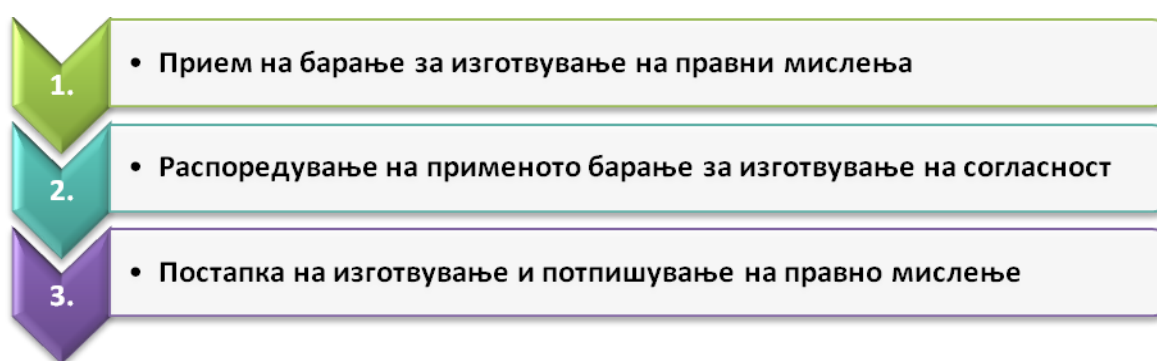 1. • Прием на барање за изготвување на правни мислења
2. • Распоредување на применото барање за изготвување на согласност
3. • Постапка на изготвување и потпишување на правно мислење